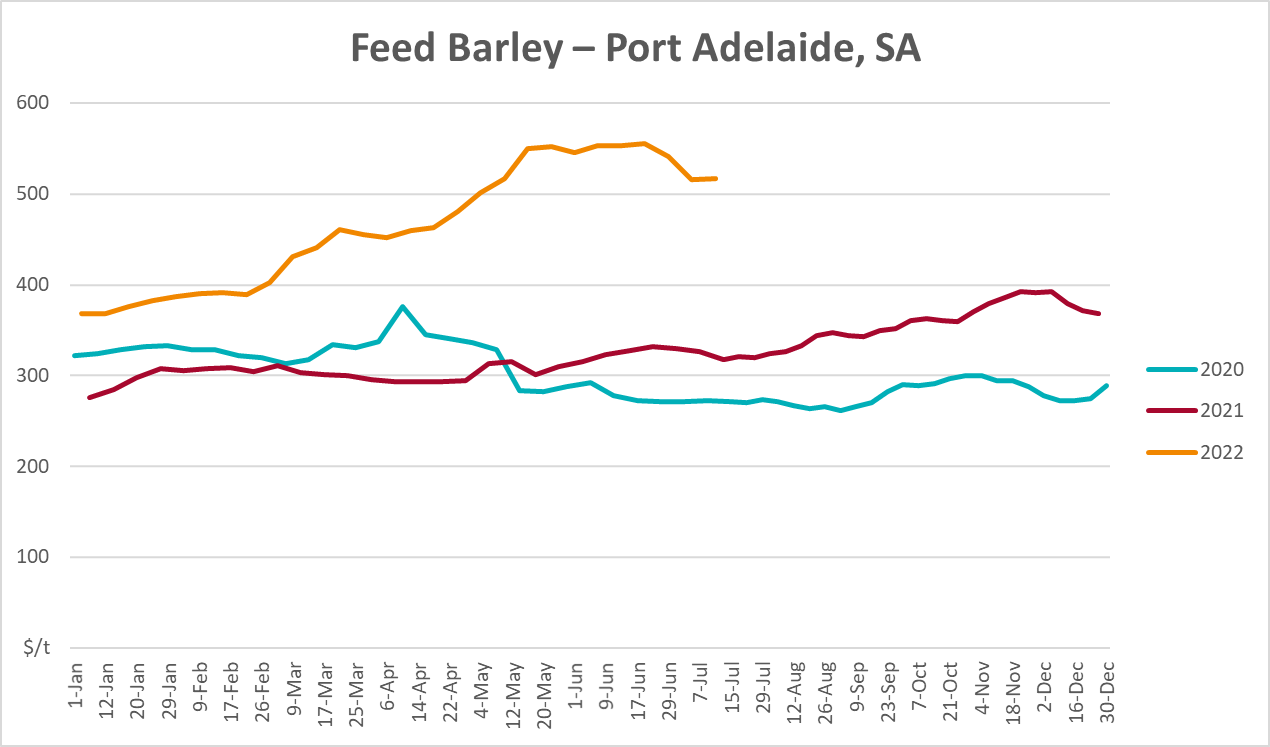 Feed Barley – Port Adelaide, SA
600
500
400
300
200
100
$/t
1-Jan
12-Jan
20-Jan
29-Jan
9-Feb
17-Feb
26-Feb
9-Mar
17-Mar
25-Mar
6-Apr
14-Apr
22-Apr
4-May
12-May
20-May
1-Jun
9-Jun
17-Jun
29-Jun
7-Jul
15-Jul
29-Jul
12-Aug
26-Aug
9-Sep
23-Sep
7-Oct
21-Oct
4-Nov
18-Nov
2-Dec
16-Dec
30-Dec
2020
2021
2022